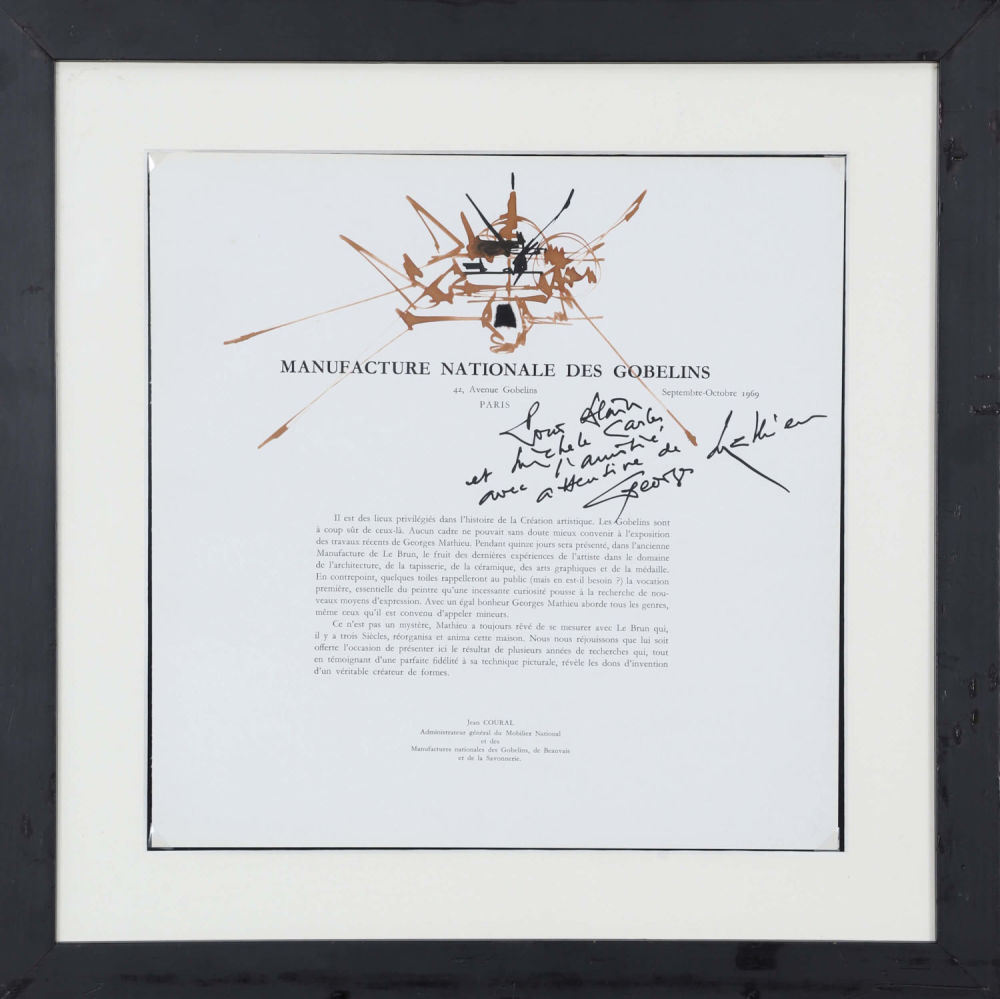 MANUFACTURE NATIONALE DES GOBELINS
42, Avenue Gobelins
Septembre-Octobre 1969
PARIS
Pour Alain
et Michele Carles
avec l'amitié
attentive de
Georges Mathieu
Il est des lieux privilégiés dans l'histoire de la Création artistique. Les Gobelins sont
à coup sûr de ceux-là. Aucun cadre ne pouvait sans doute mieux convenir à l'exposition
des travaux récents de Georges Mathieu. Pendant quinze jours sera présenté, dans l'ancienne
Manufacture de Le Brun, le fruit des dernières expériences de l'artiste dans le domaine
de l'architecture, de la tapisserie, de la céramique, des arts graphiques et de la médaille.
En contrepoint, quelques toiles rappelleront au public (mais en est-il besoin ?) la vocation
première, essentielle du peintre qu'une incessante curiosité pousse à la recherche de nou-
veaux moyens d'expression. Avec un égal bonheur Georges Mathieu aborde tous les genres,
même ceux qu'il est convenu d'appeler mineurs.
Ce n'est pas un mystère, Mathieu a toujours rêvé de se mesurer avec Le Brun qui,
il y a trois Siècles, réorganisa et anima cette maison. Nous nous réjouissons que lui soit
offerte l'occasion de présenter ici le résultat de plusieurs années de recherches qui, tout
en témoignant d'une parfaite fidélité à sa technique picturale, révèle les dons d'invention
d'un véritable créateur de formes.
Jean COURAL
Administrateur général du Mobilier National
et des
Manufactures nationales des Gobelins, de Beauvais
et de la Savonnerie.